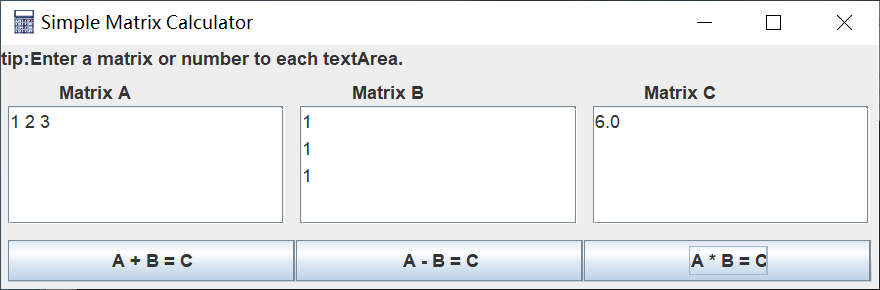 Simple Matrix Calculator
tip:Enter a matrix or number to each textArea.
Matrix A Matrix B Matrix C
1 2 3 1 6.0
1
1
A + B = C A - B = C A * B = C